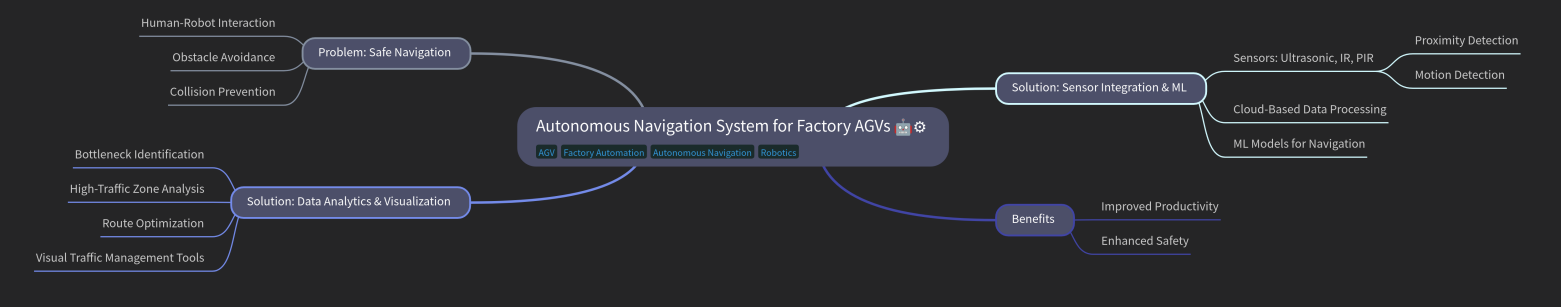 Autonomous Navigation System for Factory AGVs 🤖⚙
AGV Factory Automation Autonomous Navigation Robotics
Problem: Safe Navigation
Human-Robot Interaction
Obstacle Avoidance
Collision Prevention
Solution: Data Analytics & Visualization
Bottleneck Identification
High-Traffic Zone Analysis
Route Optimization
Visual Traffic Management Tools
Solution: Sensor Integration & ML
Sensors: Ultrasonic, IR, PIR
Proximity Detection
Motion Detection
Cloud-Based Data Processing
ML Models for Navigation
Benefits
Improved Productivity
Enhanced Safety